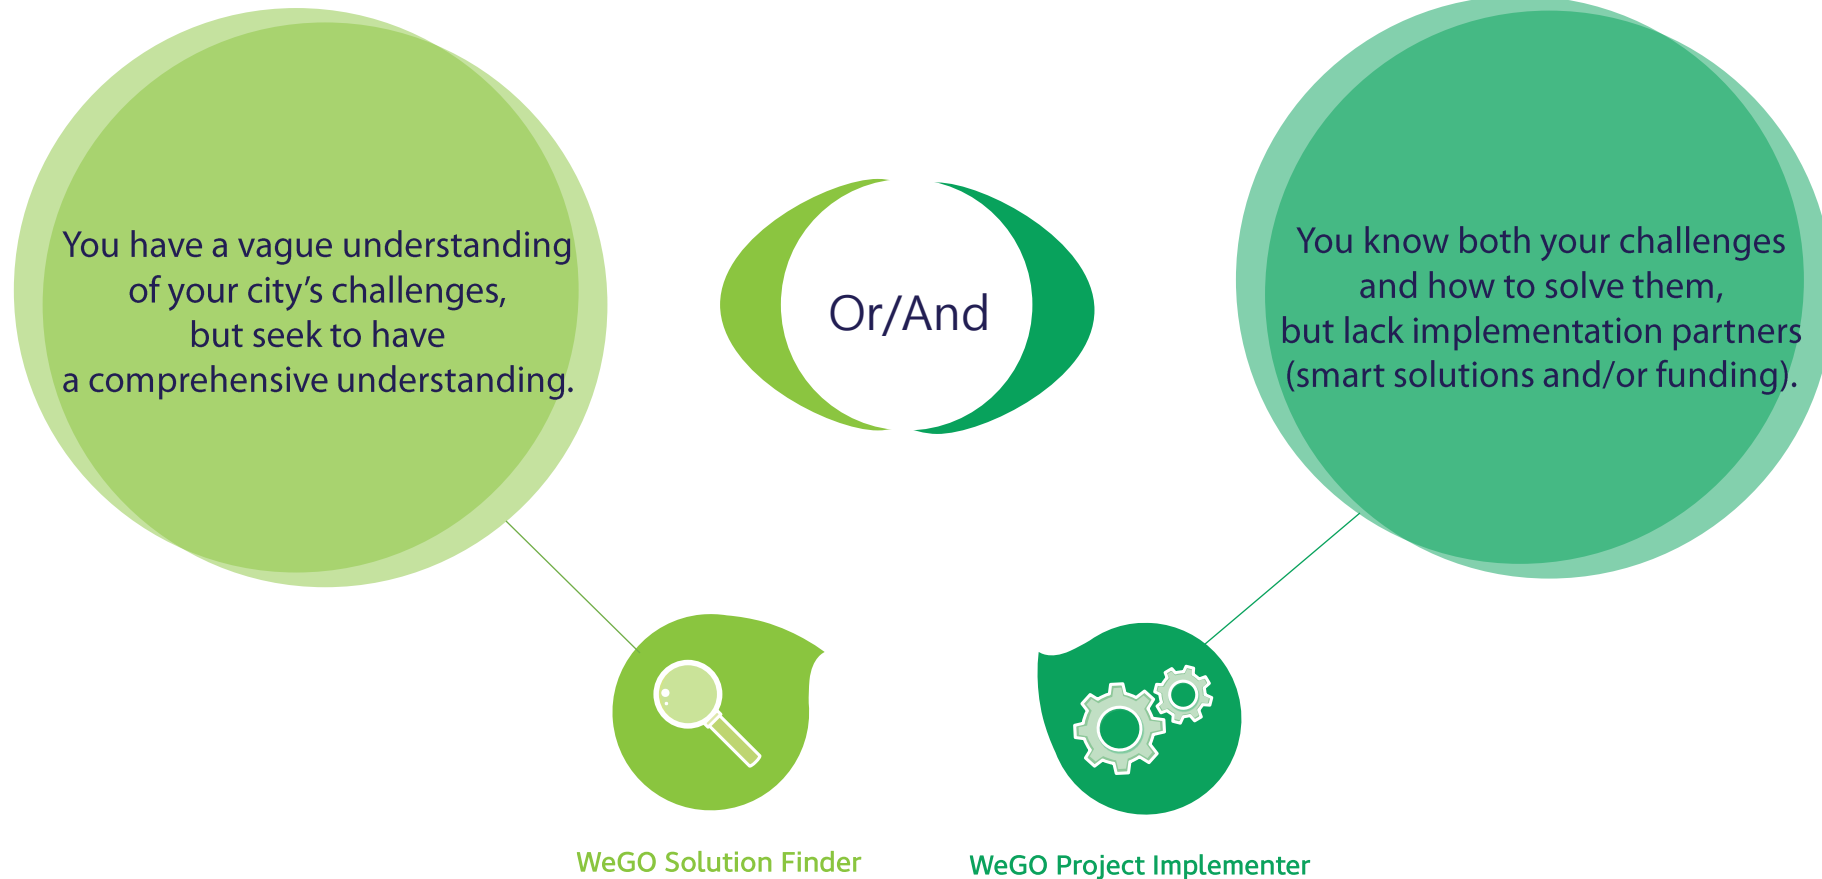 You have a vague understanding
of your city’s challenges,
but seek to have
a comprehensive understanding.
Or/And
You know both your challenges
and how to solve them,
but lack implementation partners
(smart solutions and/or funding).
WeGO Solution Finder
WeGO Project Implementer